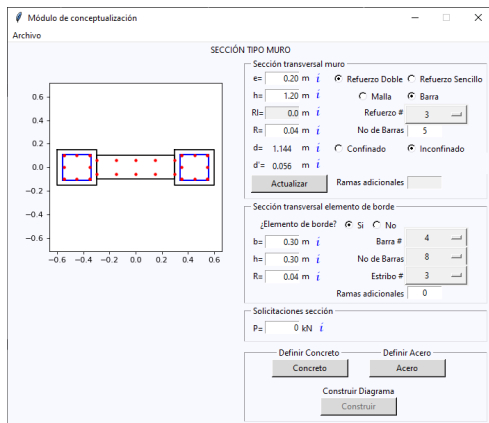 Módulo de conceptualización
Archivo
SECCIÓN TIPO MURO
0.6
0.4
0.2
0.0
−0.2
−0.4
−0.6
−0.6 −0.4 −0.2 0.0 0.2 0.4 0.6
Sección transversal muro
e= 0.20 m i Refuerzo Doble Refuerzo Sencillo
h= 1.20 m i Malla Barra
Rl= 0.0 m i Refuerzo # 3
R= 0.04 m i No de Barras 5
d= 1.144 m i Confinado Inconfinado
d'= 0.056 m i
Actualizar Ramas adicionales
Sección transversal elemento de borde
¿Elemento de borde? Si No
b= 0.30 m i Barra # 4
h= 0.30 m i No de Barras 8
R= 0.04 m i Estribo # 3
Ramas adicionales 0
Solicitaciones sección
P= 0 kN i
Definir Concreto Definir Acero
Concreto Acero
Construir Diagrama
Construir